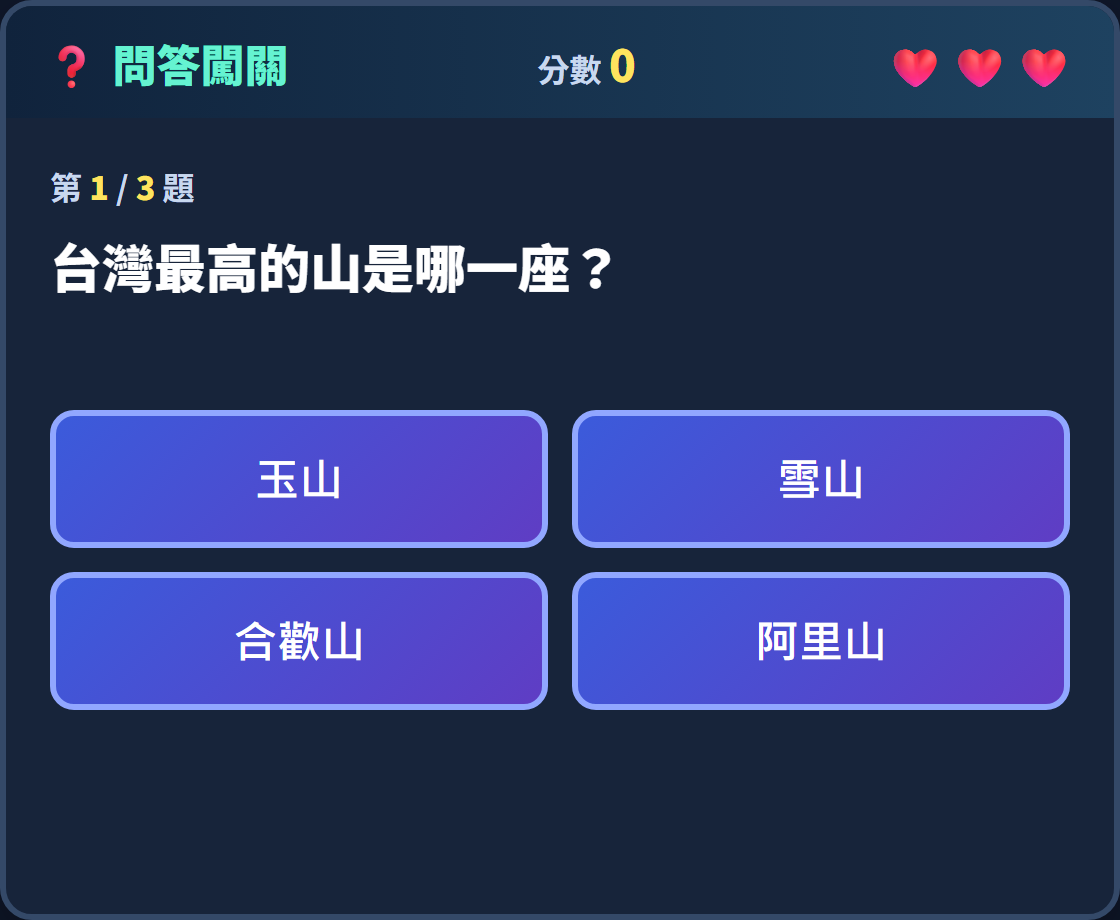 ❓ 問答闖關
分數 0
第 1 / 3 題
台灣最高的山是哪一座？
玉山
雪山
合歡山
阿里山